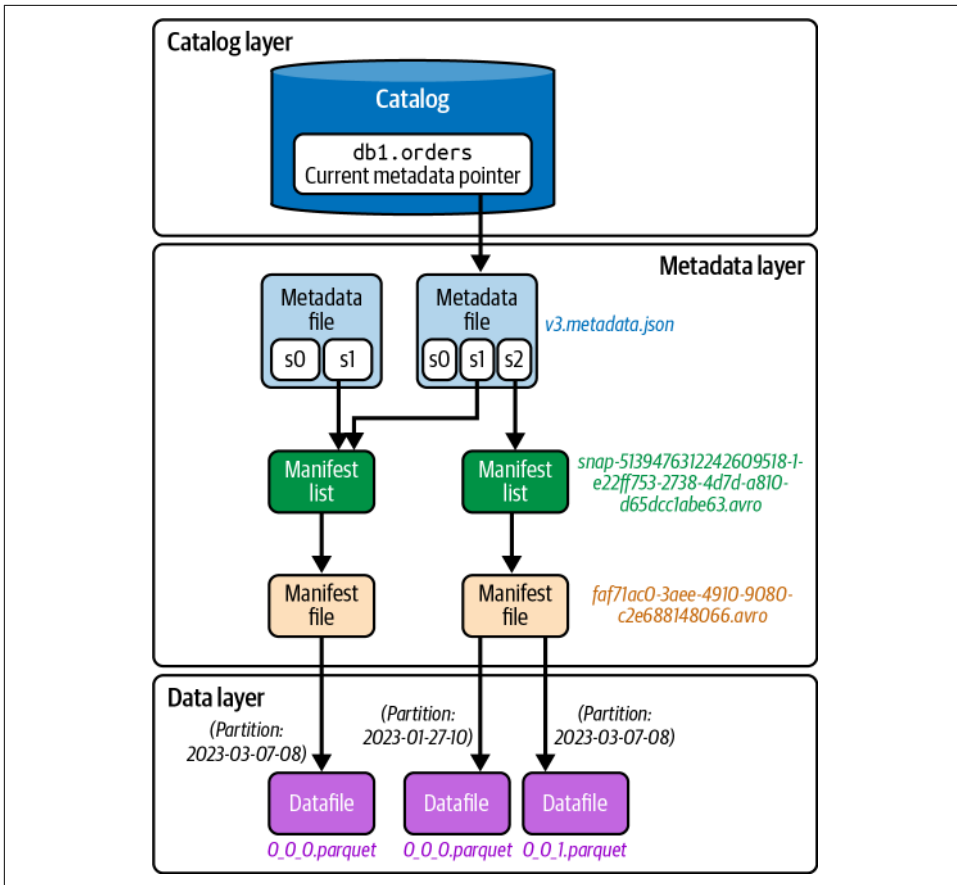 Catalog layer
Catalog
db1.orders
Current metadata pointer
Metadata layer
Metadata
file
s0
s1
Metadata
file
s0
s1
s2
v3.metadata.json
Manifest
list
Manifest
list
snap-5139476312242609518-1-
e22ff753-2738-4d7d-a810-
d65dcc1abe63.avro
Manifest
file
Manifest
file
faf71ac0-3aee-4910-9080-
c2e688148066.avro
Data layer
(Partition:
2023-03-07-08)
(Partition:
2023-01-27-10)
(Partition:
2023-03-07-08)
Datafile
Datafile
Datafile
0_0_0.parquet
0_0_0.parquet
0_0_1.parquet